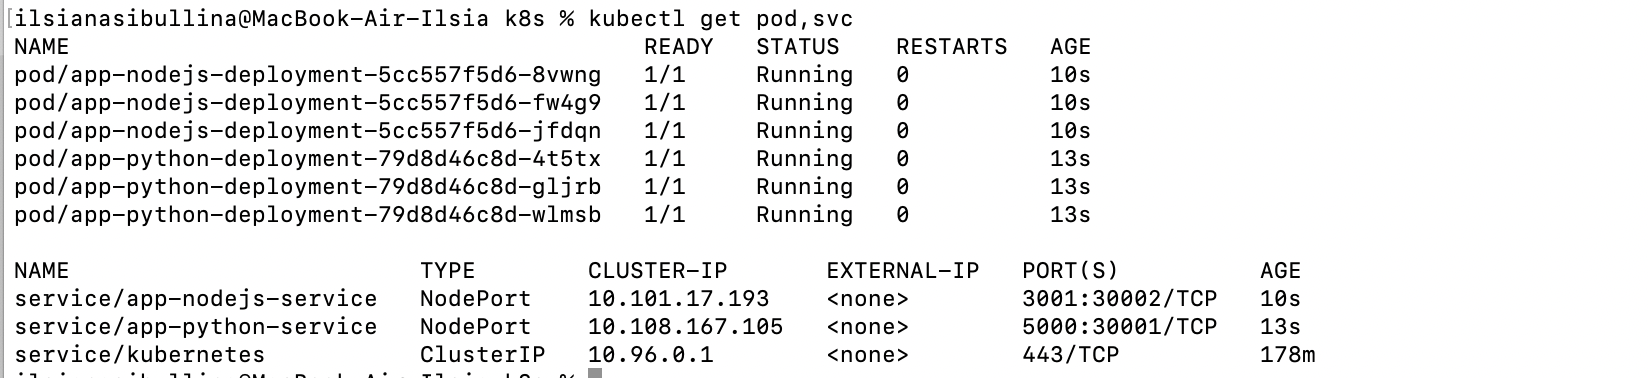 [ilsianasibullina@MacBook-Air-Ilsia k8s % kubectl get pod,svc
NAME READY STATUS RESTARTS AGE
pod/app-nodejs-deployment-5cc557f5d6-8vwng 1/1 Running 0 10s
pod/app-nodejs-deployment-5cc557f5d6-fw4g9 1/1 Running 0 10s
pod/app-nodejs-deployment-5cc557f5d6-jfdqn 1/1 Running 0 10s
pod/app-python-deployment-79d8d46c8d-4t5tx 1/1 Running 0 13s
pod/app-python-deployment-79d8d46c8d-gljrb 1/1 Running 0 13s
pod/app-python-deployment-79d8d46c8d-wlmsb 1/1 Running 0 13s
NAME TYPE CLUSTER-IP EXTERNAL-IP PORT(S) AGE
service/app-nodejs-service NodePort 10.101.17.193 <none> 3001:30002/TCP 10s
service/app-python-service NodePort 10.108.167.105 <none> 5000:30001/TCP 13s
service/kubernetes ClusterIP 10.96.0.1 <none> 443/TCP 178m